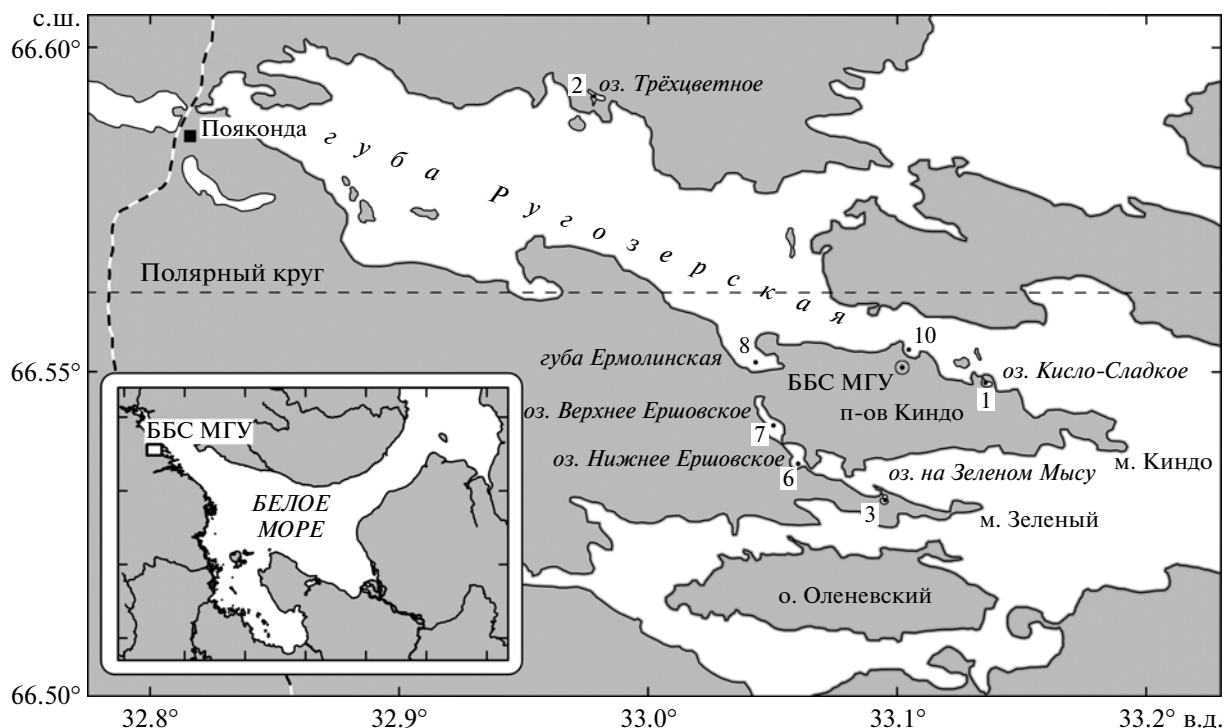 с.ш.
66.60°
2 оз. Трёхцветное
Пояконда
губа Ругозерская
Полярный круг
10
8
губа Ермолинская
66.55°
ББС МГУ
оз. Кисло-Сладкое
1
п-ов Киндо
оз. Верхнее Ершовское
7
ББС МГУ
оз. Нижнее Ершовское
6
оз. на Зеленом Мысу
м. Киндо
3
м. Зеленый
БЕЛОЕ
МОРЕ
о. Оленевский
66.50°
32.8° 32.9° 33.0° 33.1° 33.2° в.д.